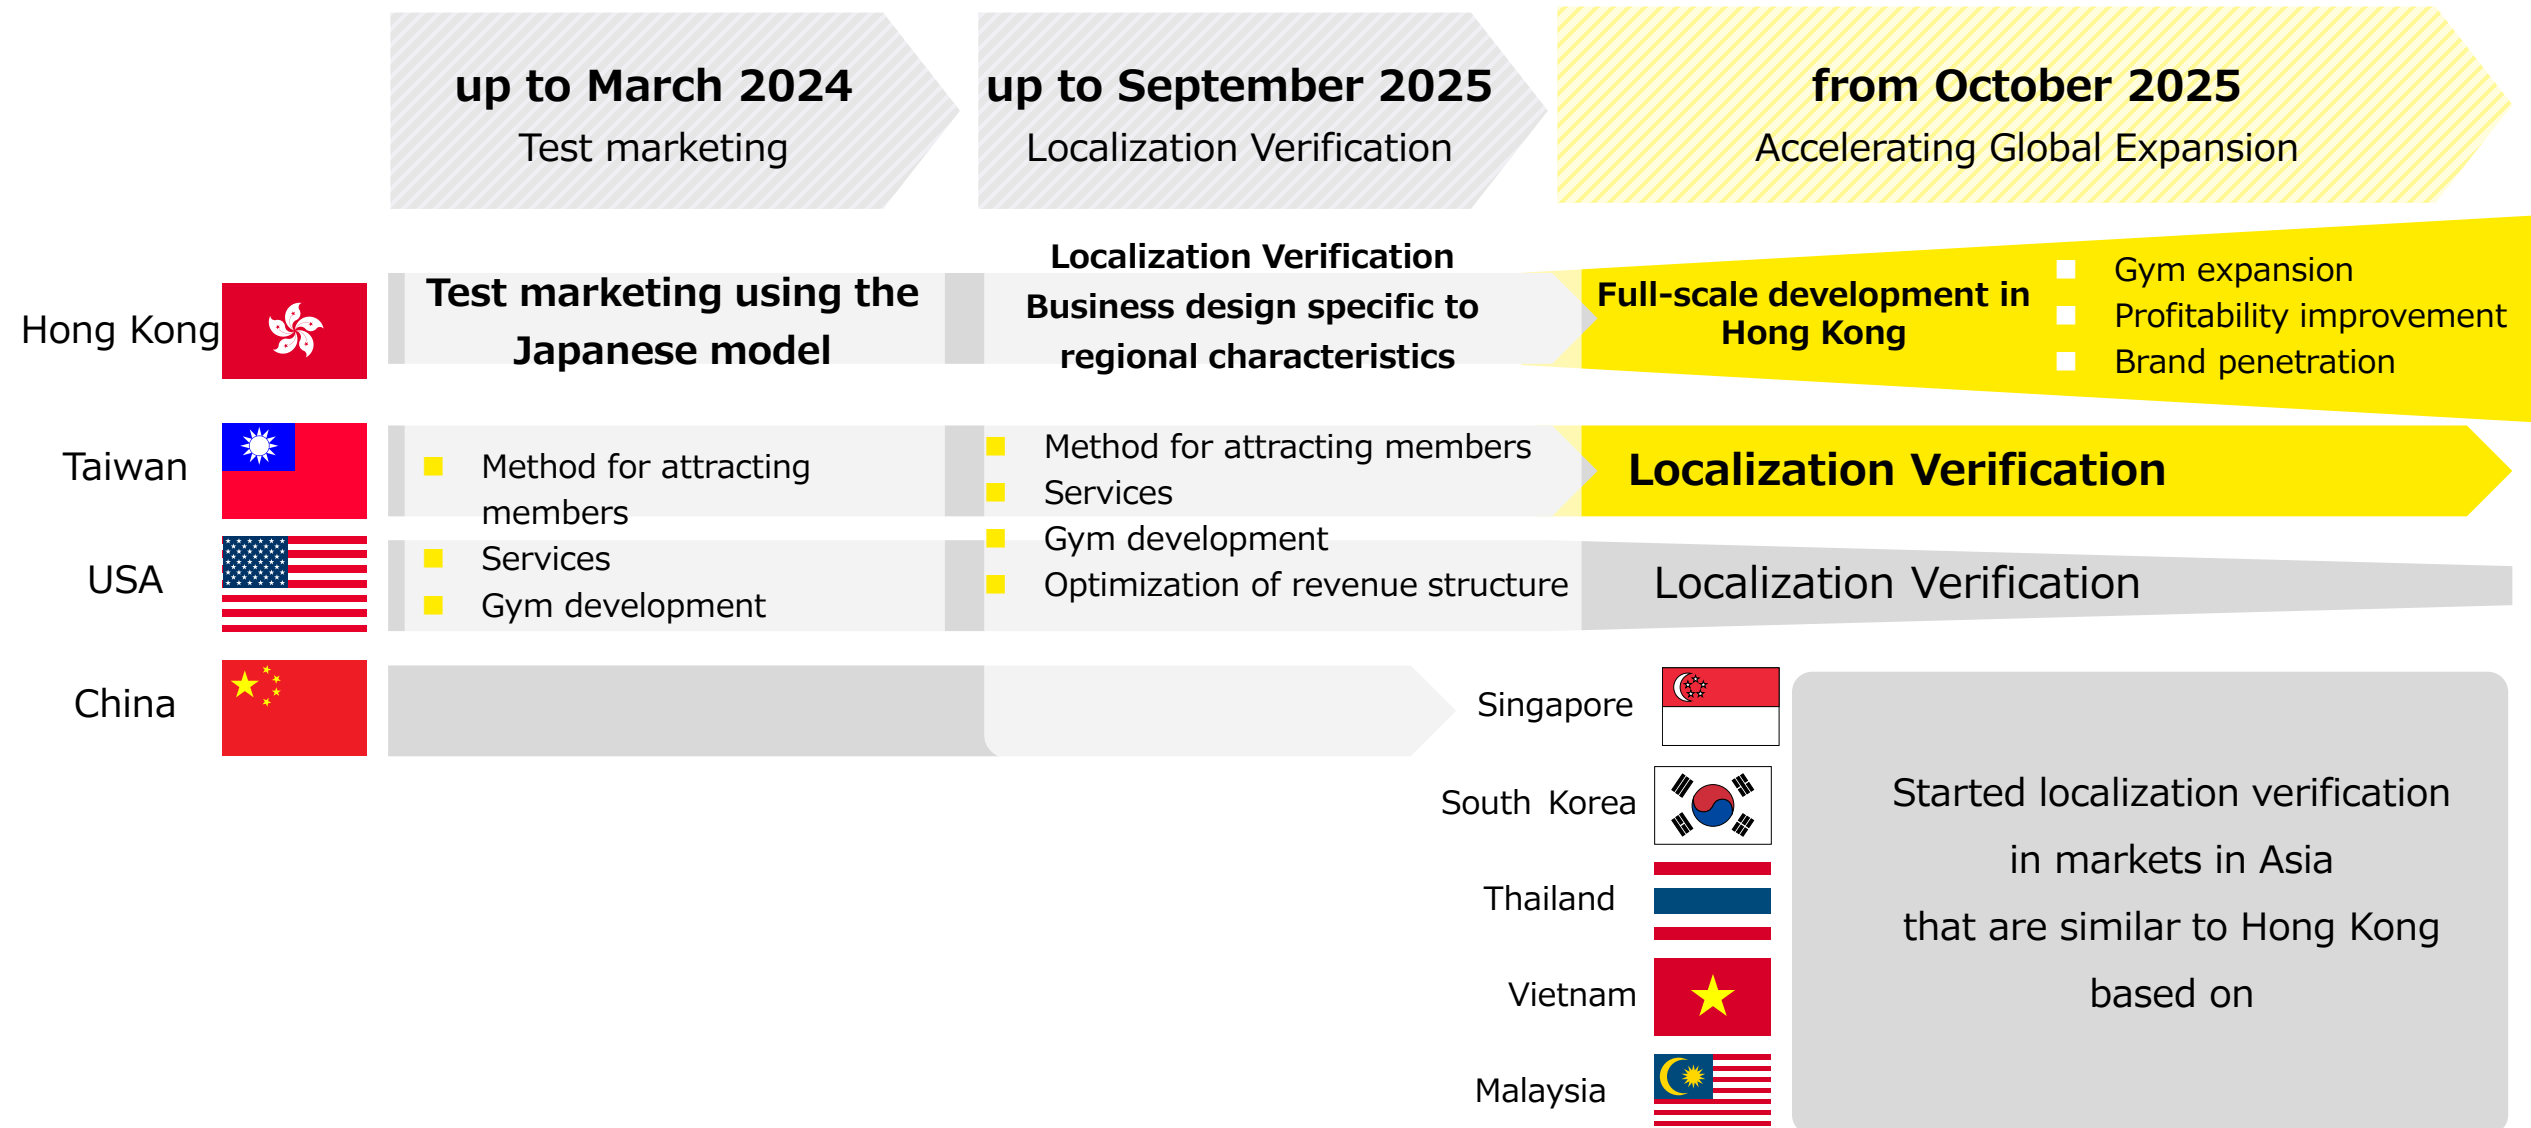 up to March 2024
Test marketing
up to September 2025
Localization Verification
from October 2025
Accelerating Global Expansion
Hong Kong
Test marketing using the
Japanese model
Localization Verification
Business design specific to
regional characteristics
Full-scale development in
Hong Kong
Gym expansion
Profitability improvement
Brand penetration
Taiwan
USA
Method for attracting
members
Services
Gym development
Method for attracting members
Services
Gym development
Optimization of revenue structure
Localization Verification
Localization Verification
China
Singapore
South Korea
Thailand
Vietnam
Malaysia
Started localization verification
in markets in Asia
that are similar to Hong Kong
based on